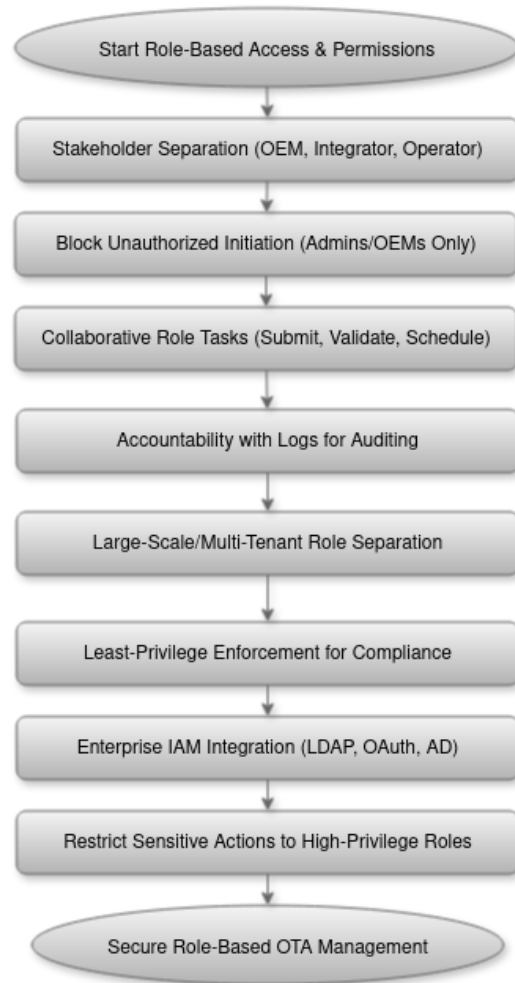 Start Role-Based Access & Permissions
Stakeholder Separation (OEM, Integrator, Operator)
Block Unauthorized Initiation (Admins/OEMs Only)
Collaborative Role Tasks (Submit, Validate, Schedule)
Accountability with Logs for Auditing
Large-Scale/Multi-Tenant Role Separation
Least-Privilege Enforcement for Compliance
Enterprise IAM Integration (LDAP, OAuth, AD)
Restrict Sensitive Actions to High-Privilege Roles
Secure Role-Based OTA Management